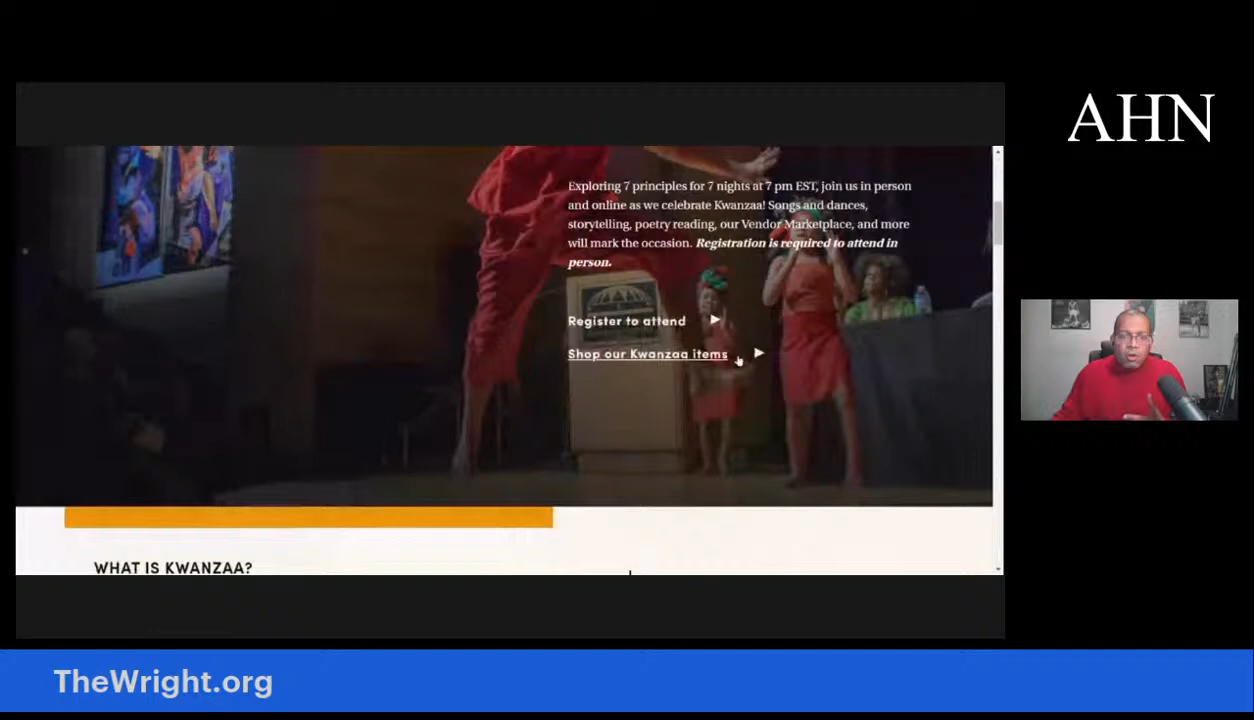 AHN
Exploring 7 principles for 7 nights at 7 pm EST, join us in person
and online as we celebrate Kwanzaa! Songs and dances,
storytelling, poetry reading, our Vendor Marketplace, and more
will mark the occasion. Registration is required to attend in
person.
Register to attend
Shop our Kwanzaa items
WHAT IS KWANZAA?
TheWright.org